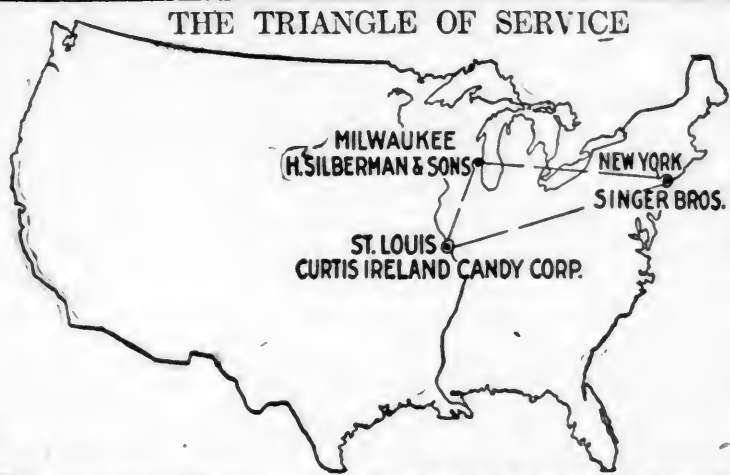 THE TRIANGLE OF SERVICE
MILWAUKEE
H. SILBERMAN & SONS
NEW YORK
SINGER BROS.
ST. LOUIS
CURTIS IRELAND CANDY CORP.